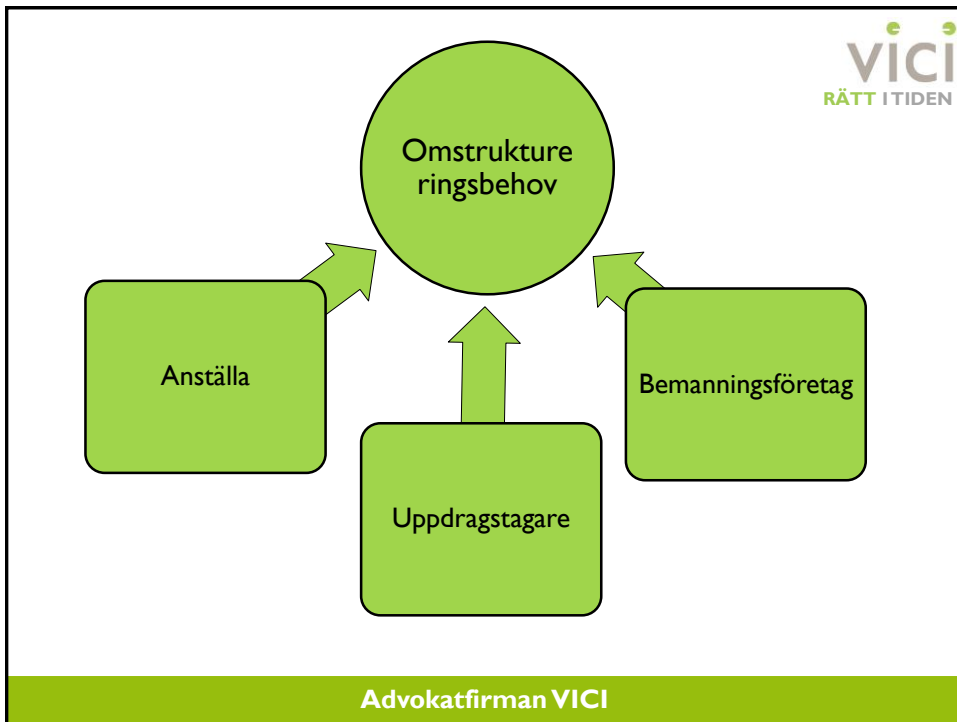 VICI
RÄTT I TIDEN
Omstrukture
ringsbehov
Anställa
Bemanningsföretag
Uppdragstagare
Advokatfirman VICI